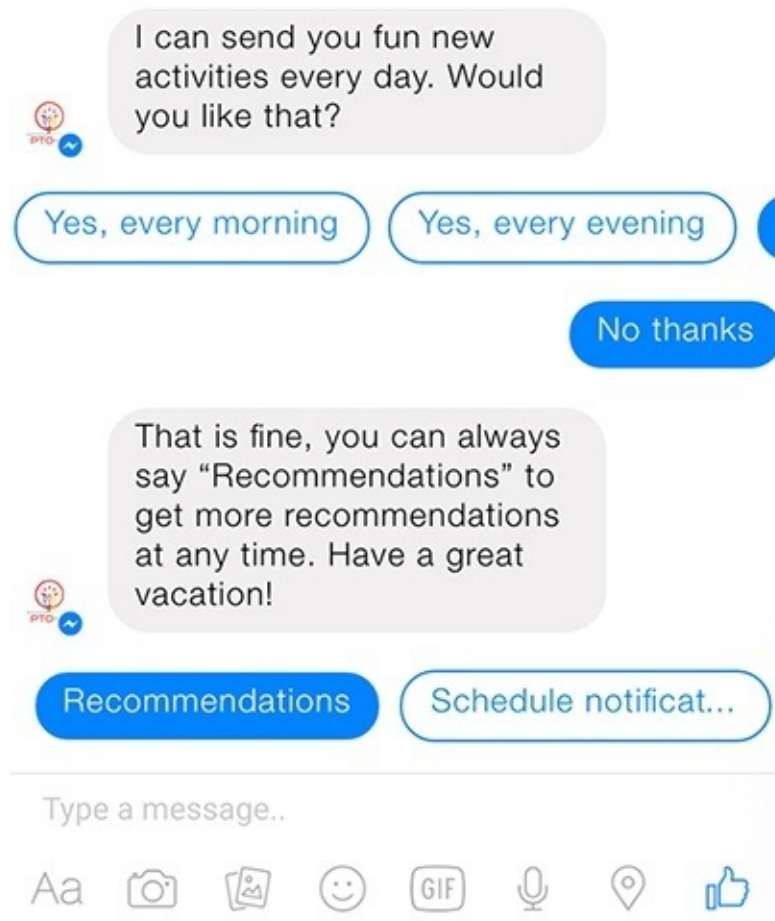 I can send you fun new
activities every day. Would
you like that?
PTO
Yes, every morning
Yes, every evening
No thanks
That is fine, you can always
say “Recommendations” to
get more recommendations
at any time. Have a great
vacation!
PTO
Recommendations
Schedule notificat...
Type a message..
Aa
GIF